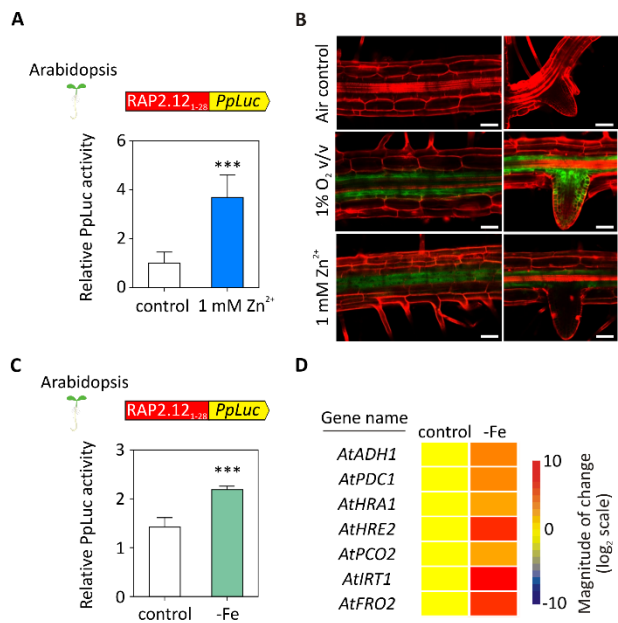 A
Arabidopsis
RAP2.12₁₋₂₈ PpLuc
Relative PpLuc activity
6
4
2
0
***
control 1 mM Zn²⁺
B
Air control
1% O₂ v/v
1 mM Zn²⁺
C
Arabidopsis
RAP2.12₁₋₂₈ PpLuc
Relative PpLuc activity
3
2
1
0
***
control -Fe
D
Gene name control -Fe
AtADH1
AtPDC1
AtHRA1
AtHRE2
AtPCO2
AtIRT1
AtFRO2
10
0
-10
Magnitude of change
(log₂ scale)